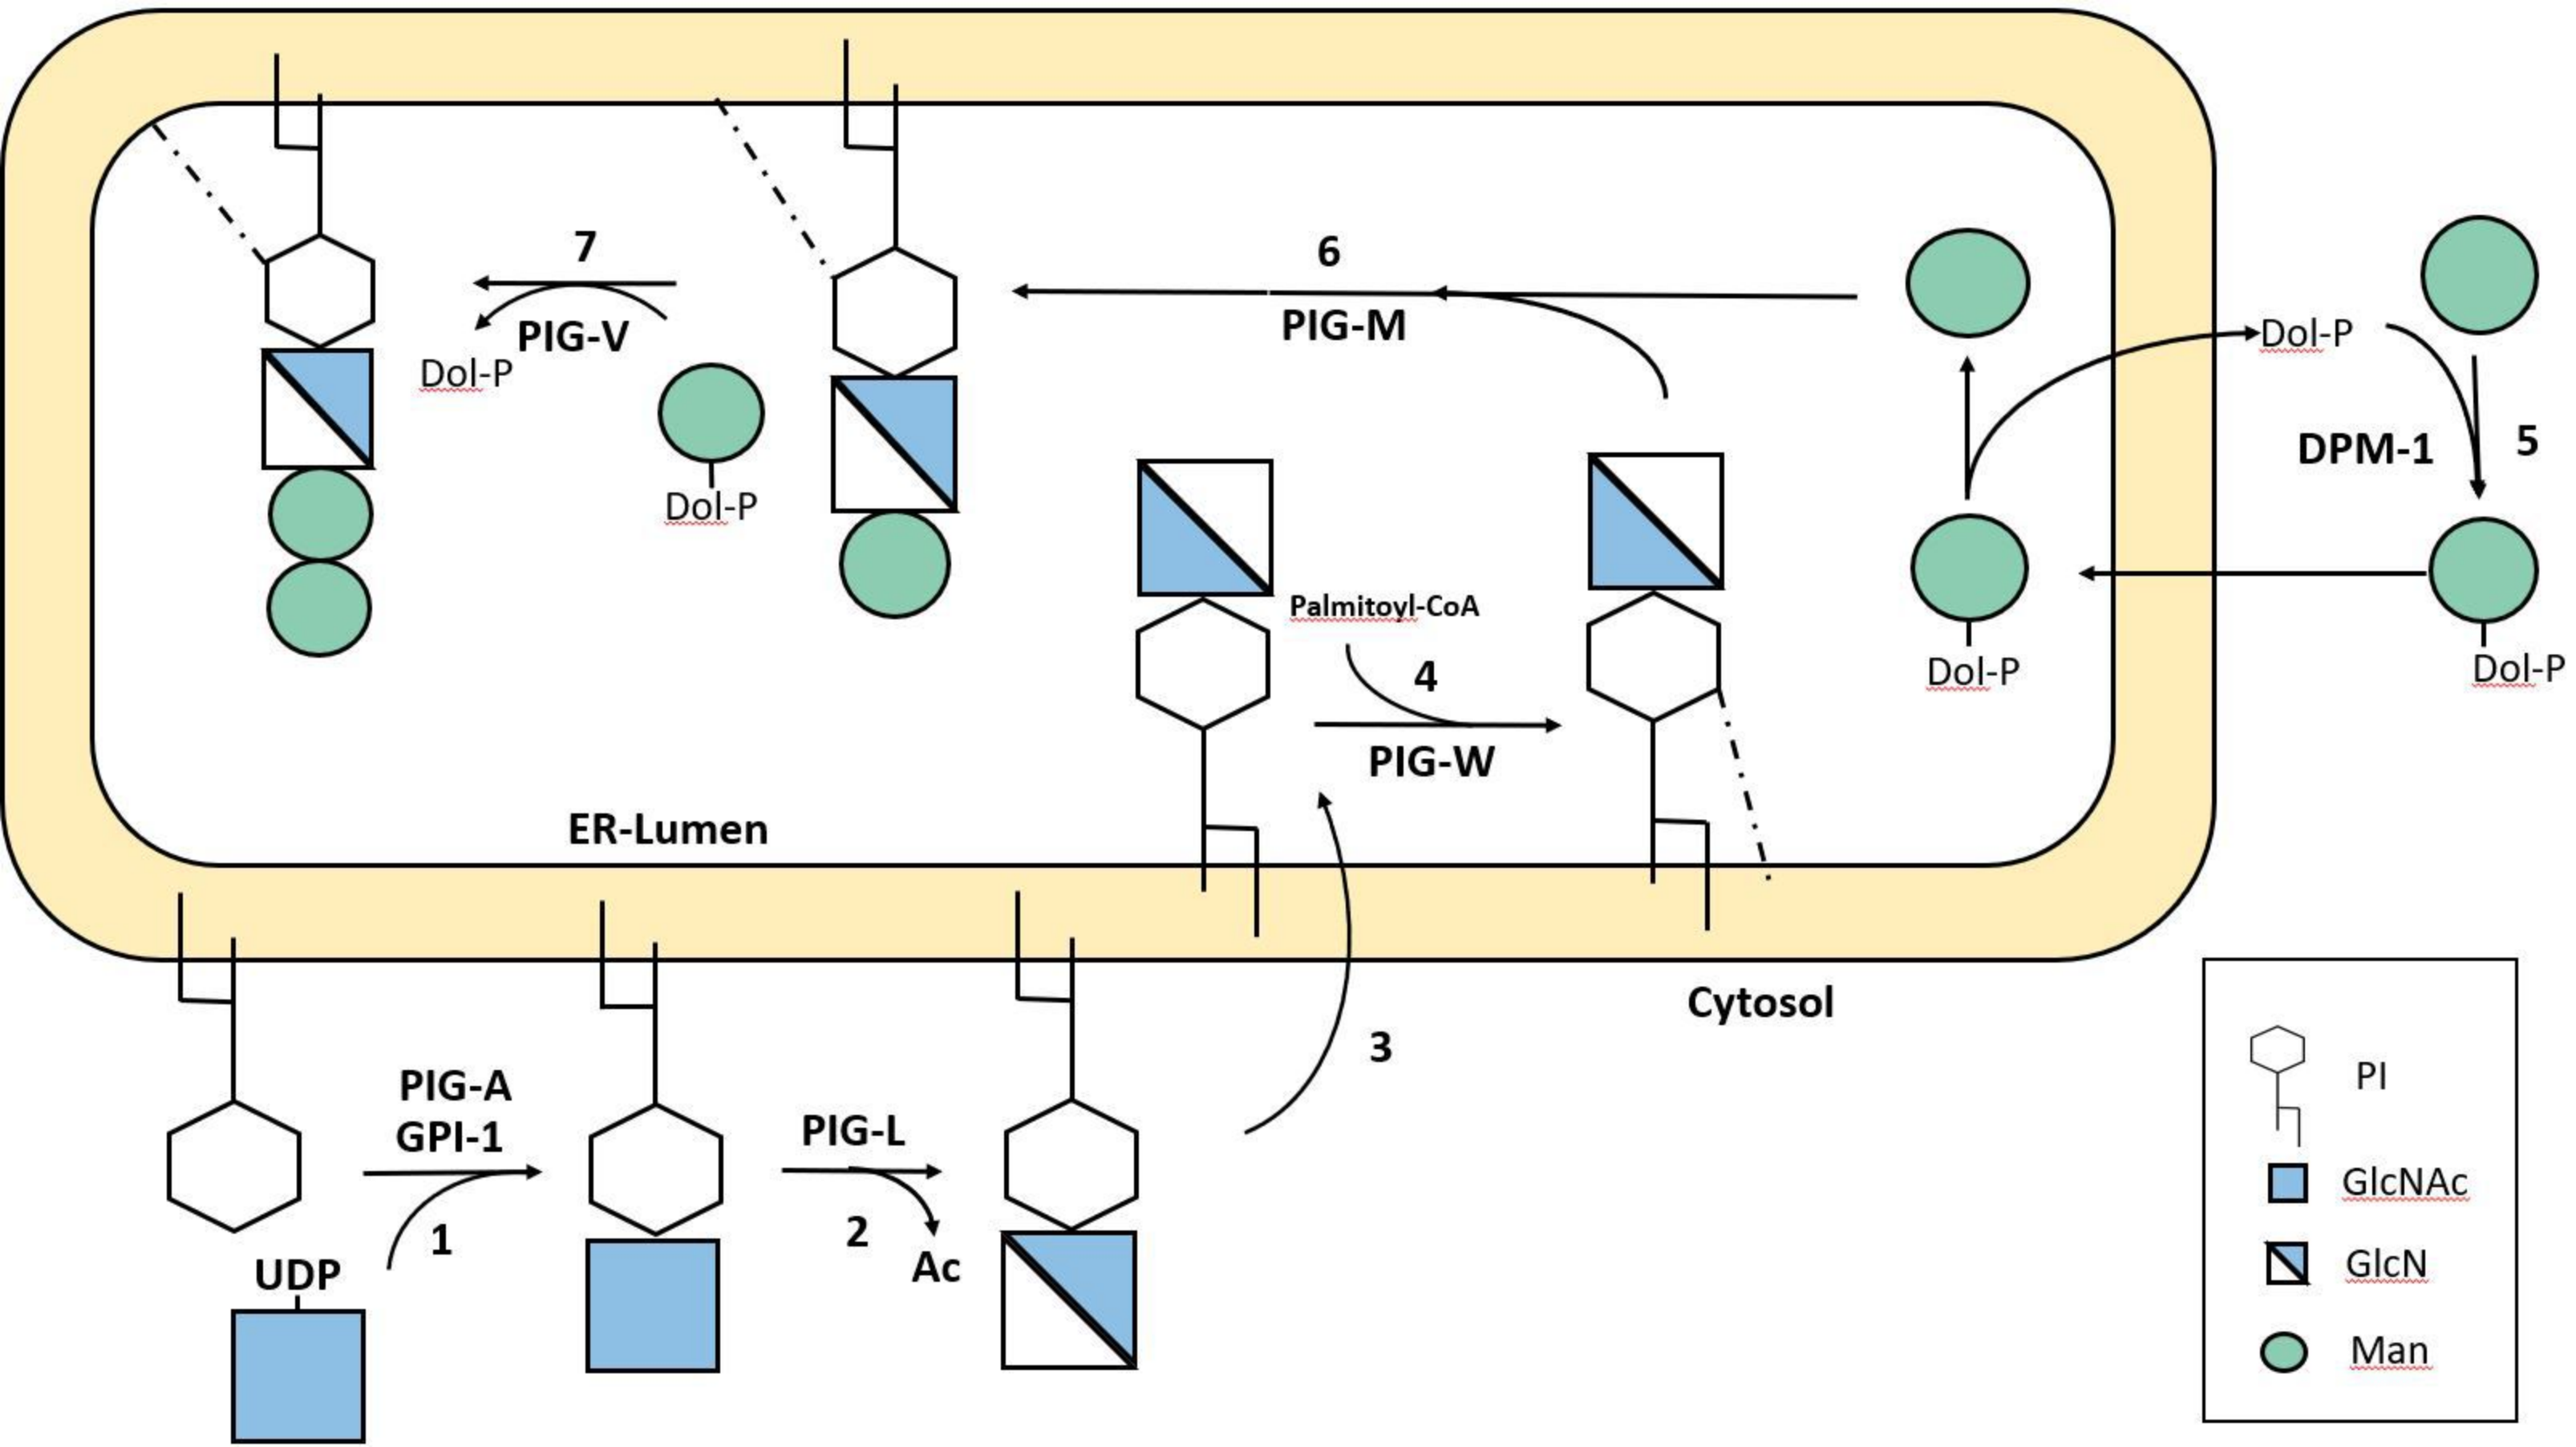 7
PIG-V
Dol-P
Dol-P
6
PIG-M
Dol-P
DPM-1
5
Dol-P
Dol-P
Palmitoyl-CoA
4
PIG-W
ER-Lumen
Cytosol
3
PIG-A
GPI-1
1
UDP
PIG-L
2
Ac
PI
GlcNAc
GlcN
Man